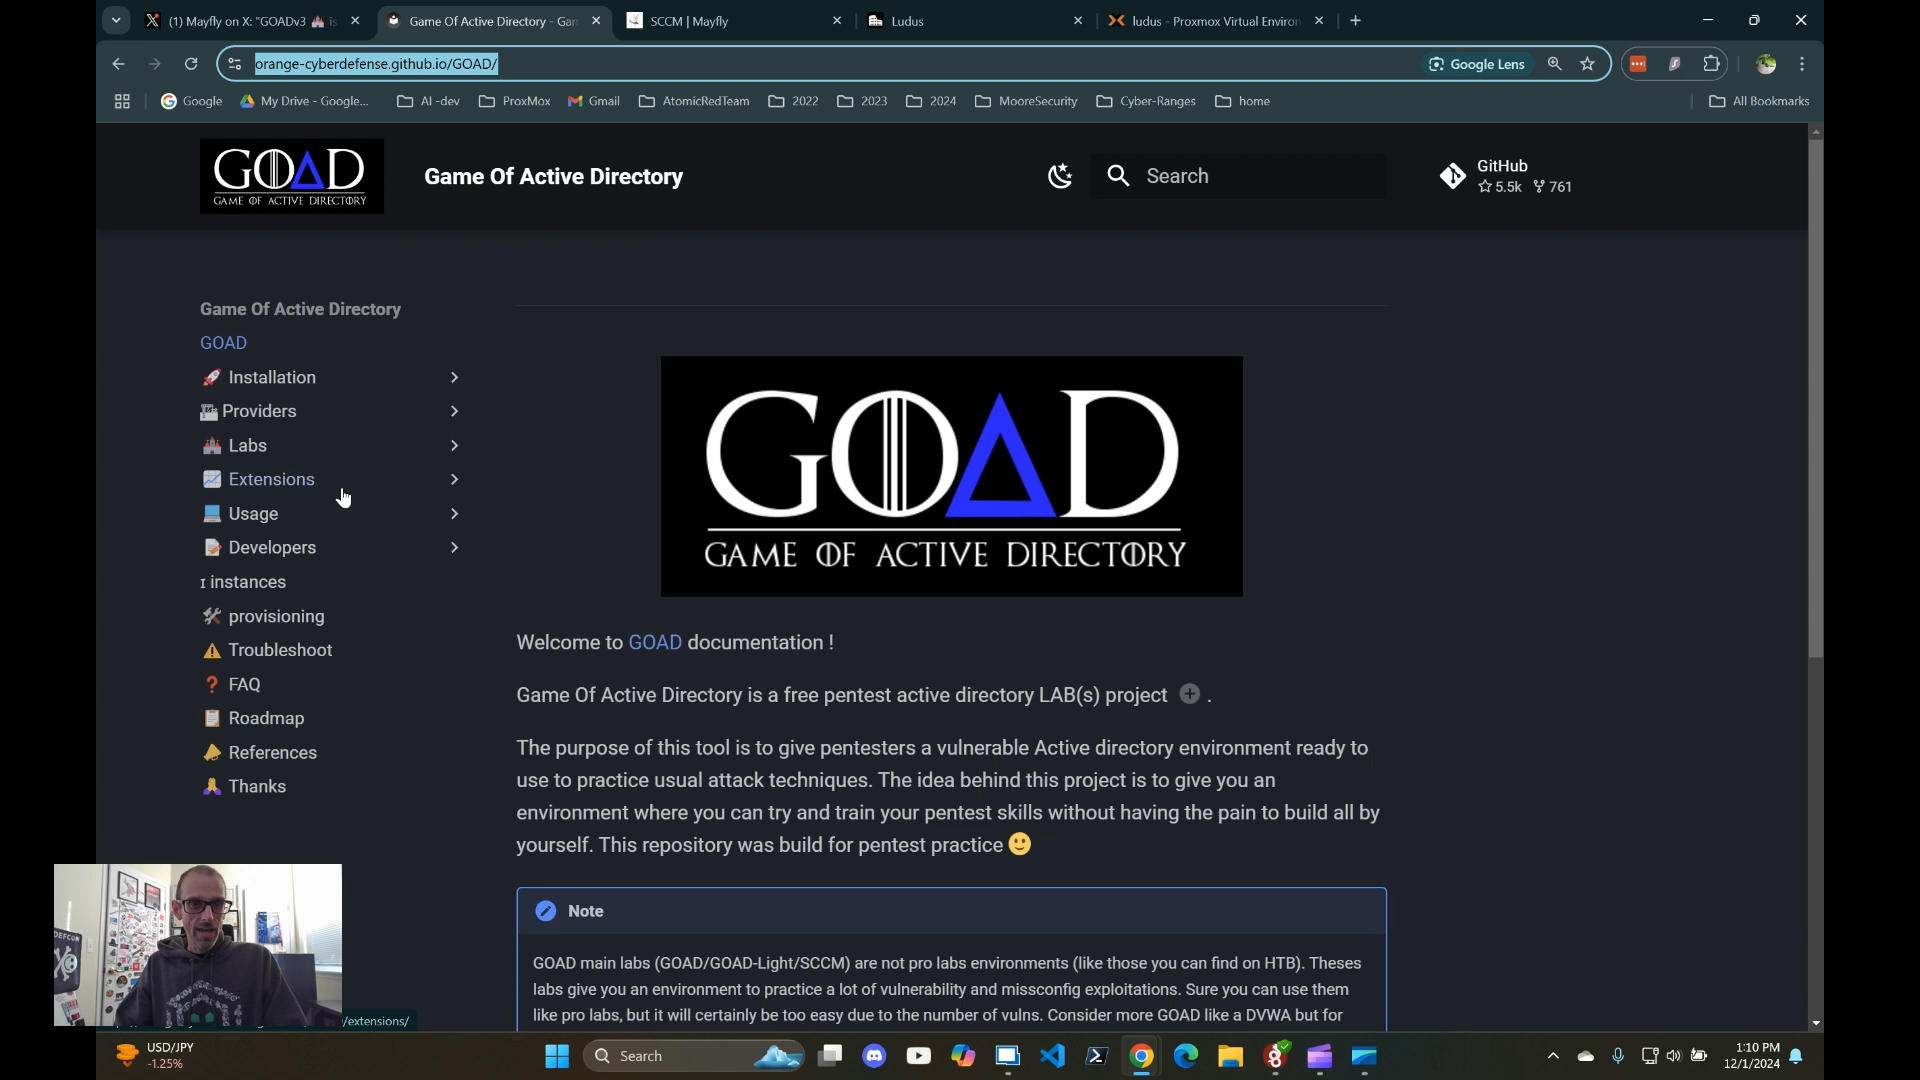 (1) Mayfly on X: "GOADv3 🏰 is
Game Of Active Directory - Gam
SCCM | Mayfly
Ludus
ludus - Proxmox Virtual Environ
orange-cyberdefense.github.io/GOAD/
Google Lens
Google
My Drive - Google...
AI -dev
ProxMox
Gmail
AtomicRedTeam
2022
2023
2024
MooreSecurity
Cyber-Ranges
home
All Bookmarks
GOAD
GAME OF ACTIVE DIRECTORY
Game Of Active Directory
Search
GitHub
5.5k 761
Game Of Active Directory
GOAD
🚀 Installation
Providers
🏰 Labs
📈 Extensions
💻 Usage
📝 Developers
ɪ instances
🛠 provisioning
⚠️ Troubleshoot
❓ FAQ
📋 Roadmap
📣 References
🙏 Thanks
GOAD
GAME OF ACTIVE DIRECTORY
Welcome to GOAD documentation !
Game Of Active Directory is a free pentest active directory LAB(s) project .
The purpose of this tool is to give pentesters a vulnerable Active directory environment ready to
use to practice usual attack techniques. The idea behind this project is to give you an
environment where you can try and train your pentest skills without having the pain to build all by
yourself. This repository was build for pentest practice 🙂
Note
GOAD main labs (GOAD/GOAD-Light/SCCM) are not pro labs environments (like those you can find on HTB). Theses
labs give you an environment to practice a lot of vulnerability and missconfig exploitations. Sure you can use them
like pro labs, but it will certainly be too easy due to the number of vulns. Consider more GOAD like a DVWA but for
DEFCON
/extensions/
USD/JPY
-1.25%
Search
1:10 PM
12/1/2024